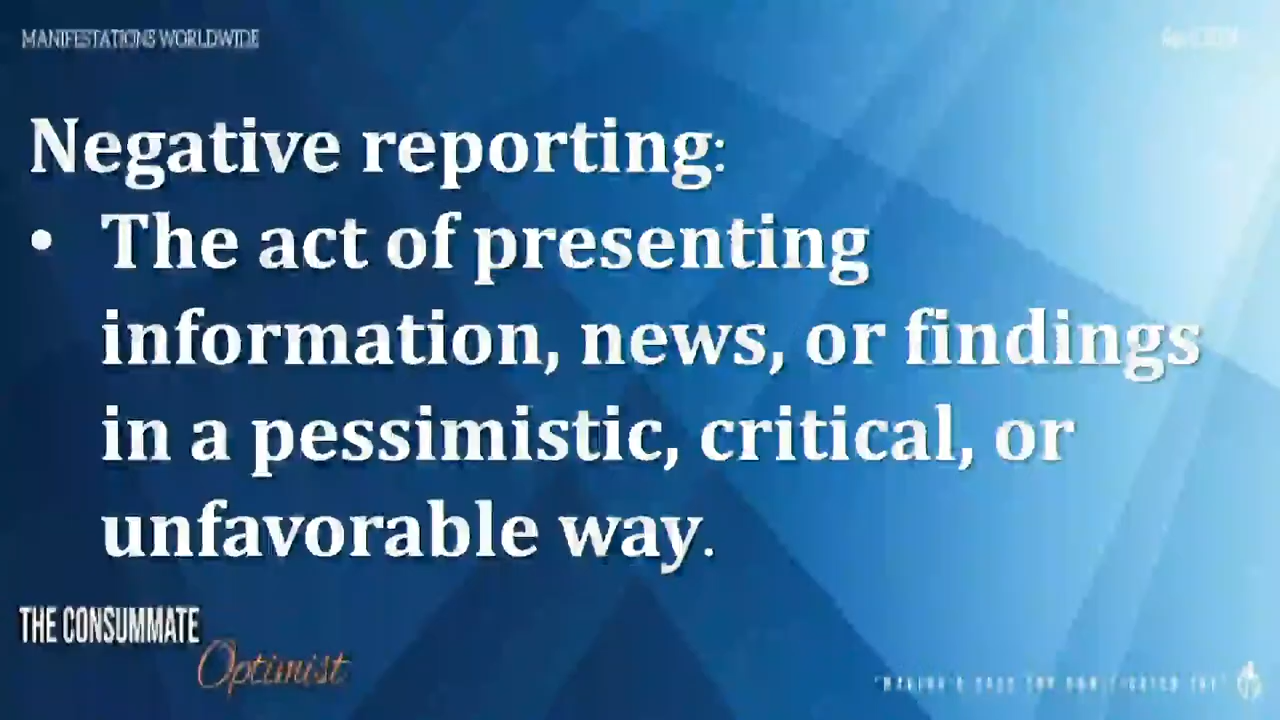 MANIFESTATIONS WORLDWIDE
Negative reporting:
• The act of presenting
information, news, or findings
in a pessimistic, critical, or
unfavorable way.
THE CONSUMMATE
Optimist